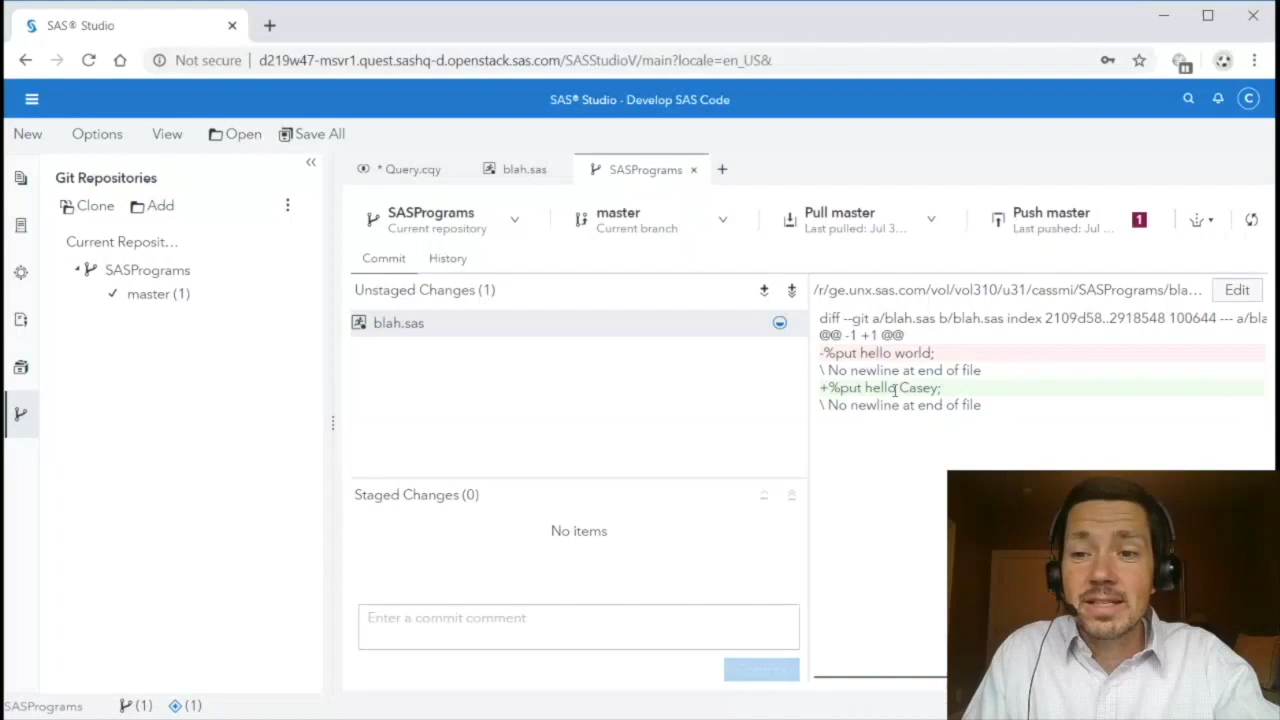 SAS® Studio
Not secure d219w47-msvr1.quest.sashq-d.openstack.sas.com/SASStudioV/main?locale=en_US&
SAS® Studio - Develop SAS Code
C
New Options View Open Save All
Git Repositories
Clone Add
Current Reposit...
SASPrograms
master (1)
* Query.cqy blah.sas SASPrograms
SASPrograms
Current repository
master
Current branch
Pull master
Last pulled: Jul 3...
Push master
Last pushed: Jul ...
1
Commit History
Unstaged Changes (1)
blah.sas
/r/ge.unx.sas.com/vol/vol310/u31/cassmi/SASPrograms/bla... Edit
diff --git a/blah.sas b/blah.sas index 2109d58..2918548 100644 --- a/bla
@@ -1 +1 @@
-%put hello world;
\ No newline at end of file
+%put hello Casey;
\ No newline at end of file
Staged Changes (0)
No items
Enter a commit comment
SASPrograms (1) (1)